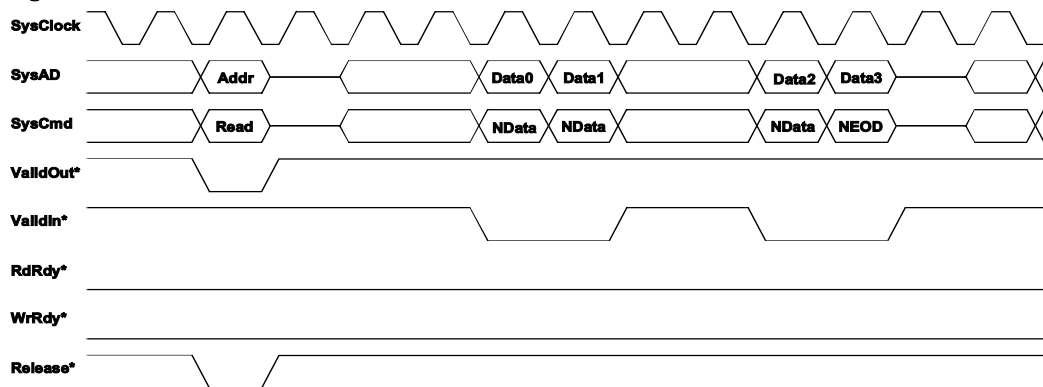 SysClock
SysAD Addr Data0 Data1 Data2 Data3
SysCmd Read NData NData NData NEOD
ValidOut*
ValidIn*
RdRdy*
WrRdy*
Release*